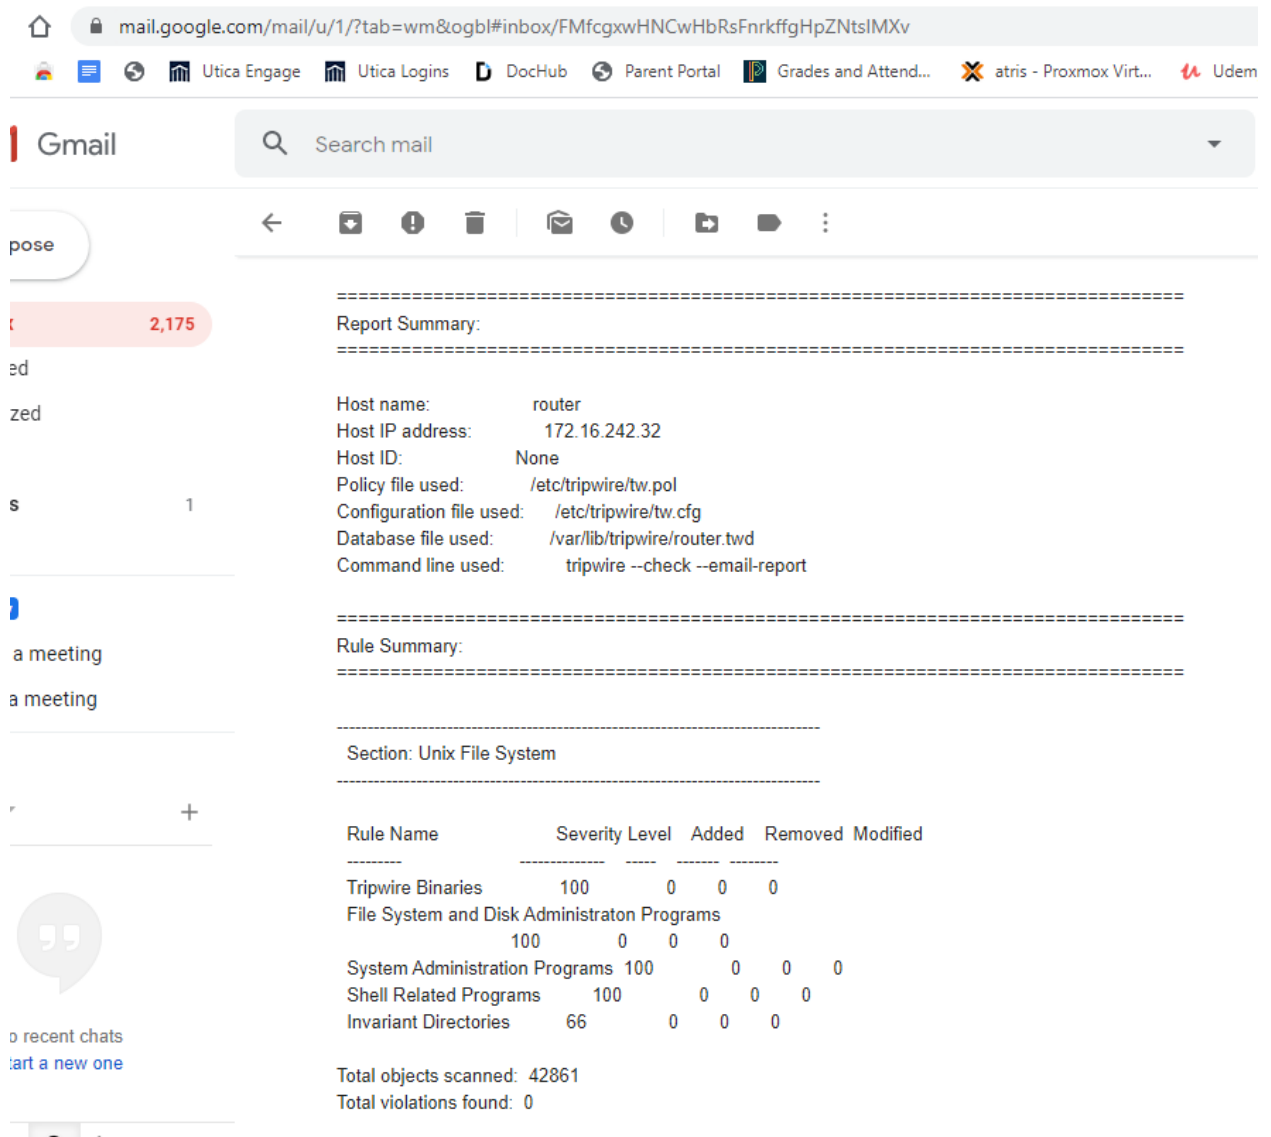 mail.google.com/mail/u/1/?tab=wm&ogbl#inbox/FMfcgxwHNCwHbRsFnrkffgHpZNtslMXv
Utica Engage Utica Logins DocHub Parent Portal Grades and Attend... atris - Proxmox Virt... Udem
Gmail Search mail
pose
2,175
ed
zed
s 1
a meeting
a meeting
+
o recent chats
tart a new one
==============================================================================
Report Summary:
==============================================================================
Host name: router
Host IP address: 172.16.242.32
Host ID: None
Policy file used: /etc/tripwire/tw.pol
Configuration file used: /etc/tripwire/tw.cfg
Database file used: /var/lib/tripwire/router.twd
Command line used: tripwire --check --email-report
==============================================================================
Rule Summary:
==============================================================================
-------------------------------------------------------------------------------
Section: Unix File System
-------------------------------------------------------------------------------
Rule Name Severity Level Added Removed Modified
--------- -------------- ----- ------- --------
Tripwire Binaries 100 0 0 0
File System and Disk Administraton Programs
100 0 0 0
System Administration Programs 100 0 0 0
Shell Related Programs 100 0 0 0
Invariant Directories 66 0 0 0
Total objects scanned: 42861
Total violations found: 0